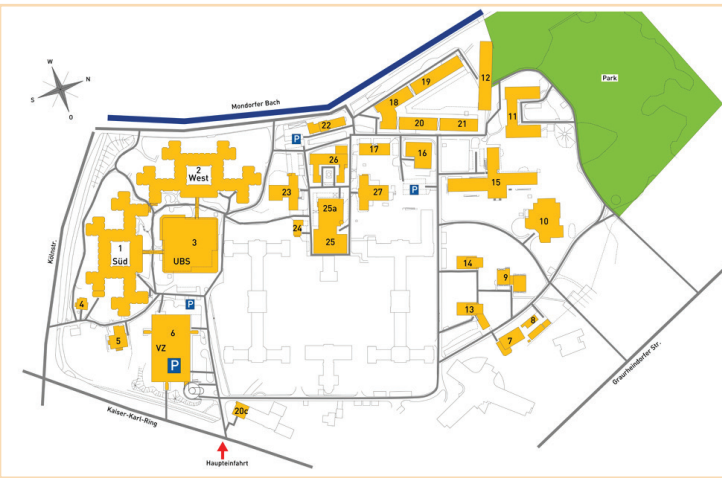 W
N
S
O
Mondorfer Bach
Park
Kölnstr.
Kaiser-Karl-Ring
Haupteinfahrt
Graurheindorfer Str.
19
12
18
22
P
20
21
11
17
16
26
2
West
23
27
P
15
25a
24
25
10
1
Süd
3
UBS
14
9
4
P
13
5
6
VZ
P
7
8
20c